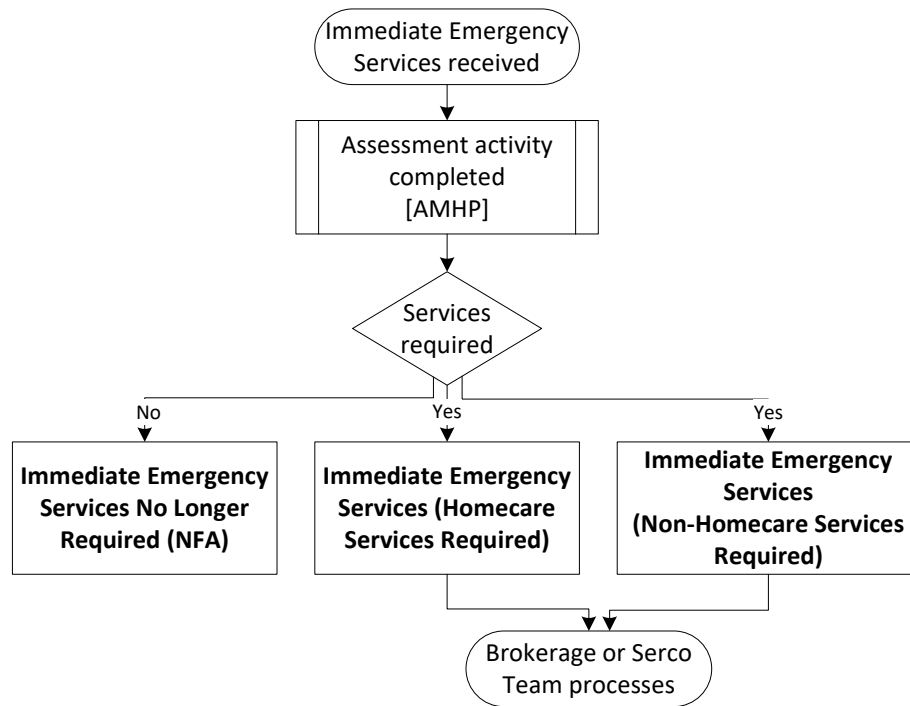 Immediate Emergency
Services received
Assessment activity
completed
[AMHP]
Services
required
No
Yes
Yes
Immediate Emergency
Services No Longer
Required (NFA)
Immediate Emergency
Services (Homecare
Services Required)
Immediate Emergency
Services
(Non-Homecare Services
Required)
Brokerage or Serco
Team processes